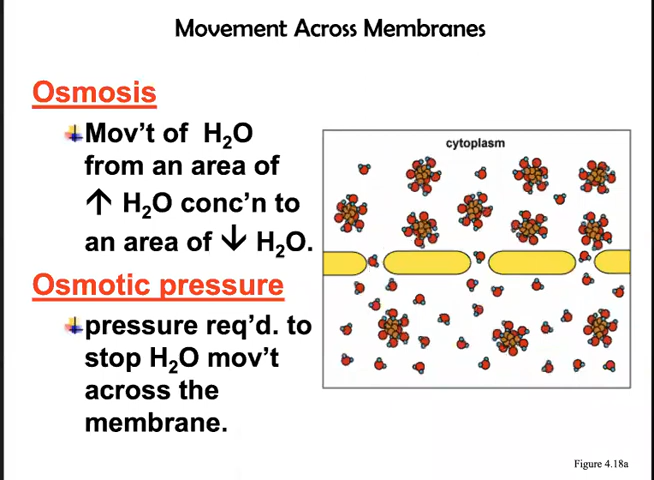 Movement Across Membranes
Osmosis
Mov't of H₂O
from an area of
↑ H₂O conc'n to
an area of ↓ H₂O.
Osmotic pressure
pressure req'd. to
stop H₂O mov't
across the
membrane.
cytoplasm
Figure 4.18a